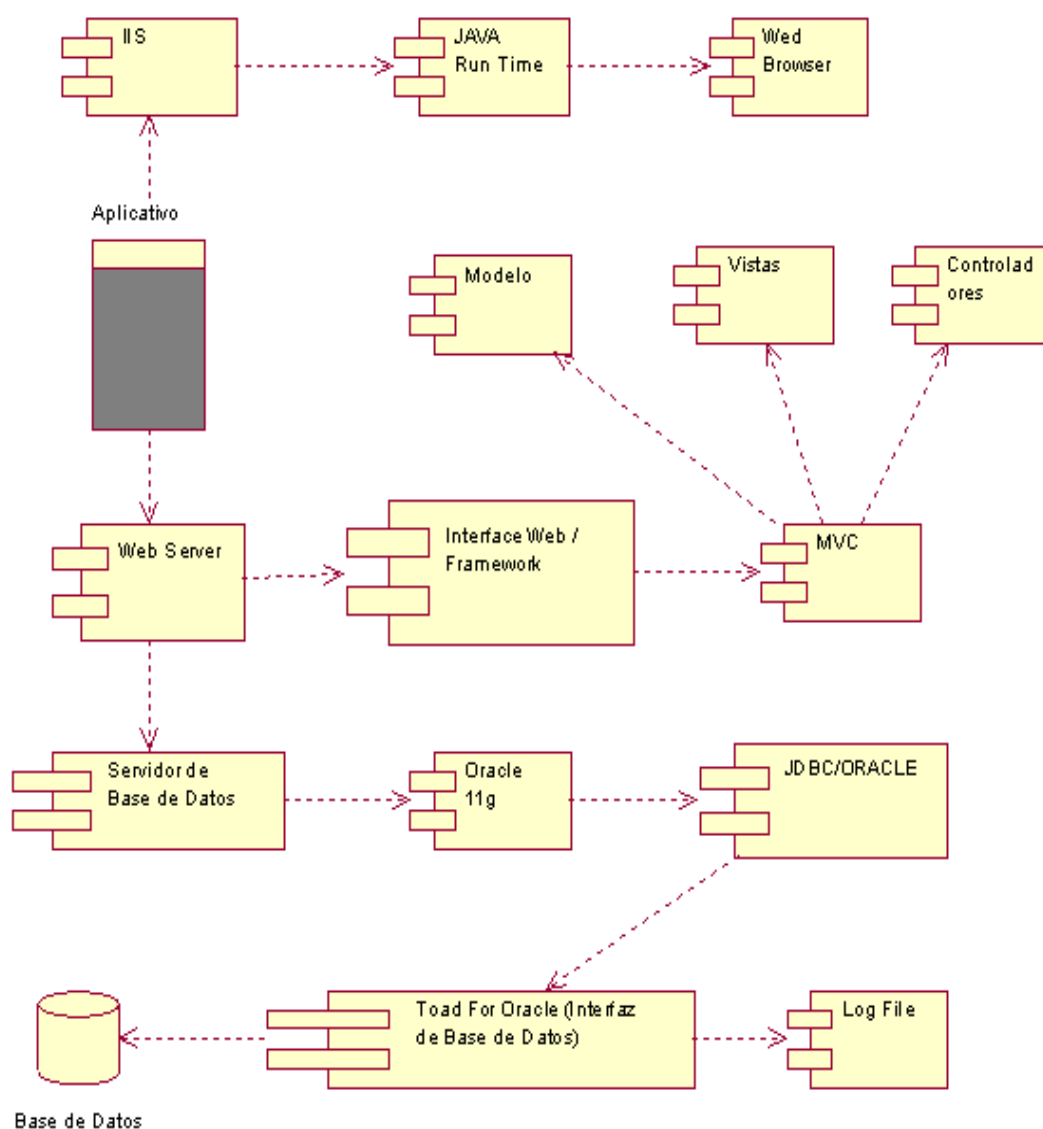 IIS
JAVA
Run Time
Wed
Browser
Aplicativo
Modelo
Vistas
Controlad
ores
Web Server
Interface Web /
Framework
MVC
Servidor de
Base de Datos
Oracle
11g
JDBC/ORACLE
Toad For Oracle (Interfaz
de Base de Datos)
Log File
Base de Datos